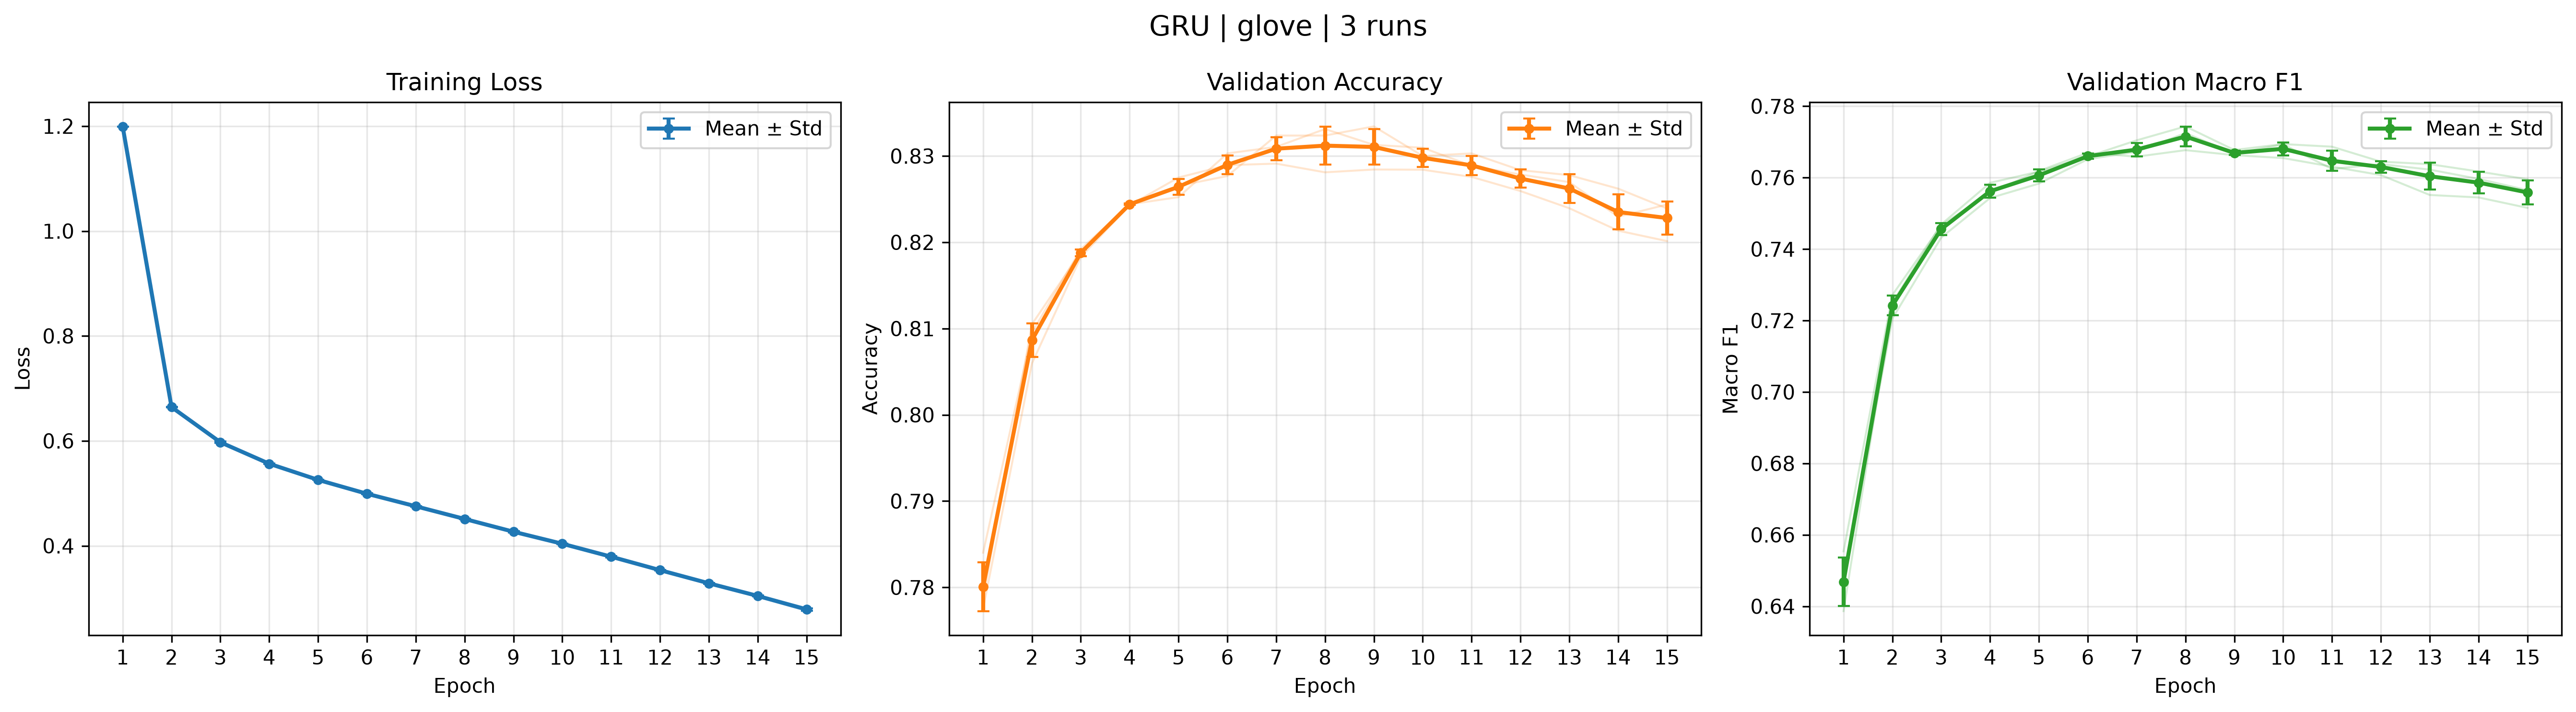 GRU | glove | 3 runs
Training Loss
Mean ± Std
1.2
1.0
0.8
0.6
0.4
Loss
1 2 3 4 5 6 7 8 9 10 11 12 13 14 15
Epoch
Validation Accuracy
Mean ± Std
0.83
0.82
0.81
0.80
0.79
0.78
Accuracy
1 2 3 4 5 6 7 8 9 10 11 12 13 14 15
Epoch
Validation Macro F1
Mean ± Std
0.78
0.76
0.74
0.72
0.70
0.68
0.66
0.64
Macro F1
1 2 3 4 5 6 7 8 9 10 11 12 13 14 15
Epoch